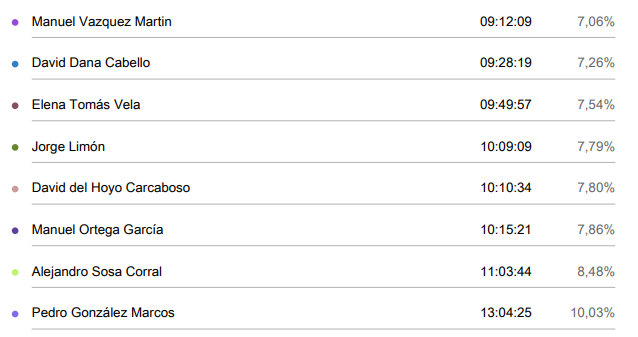 Manuel Vazquez Martin 09:12:09 7,06%
David Dana Cabello 09:28:19 7,26%
Elena Tomás Vela 09:49:57 7,54%
Jorge Limón 10:09:09 7,79%
David del Hoyo Carcaboso 10:10:34 7,80%
Manuel Ortega García 10:15:21 7,86%
Alejandro Sosa Corral 11:03:44 8,48%
Pedro González Marcos 13:04:25 10,03%